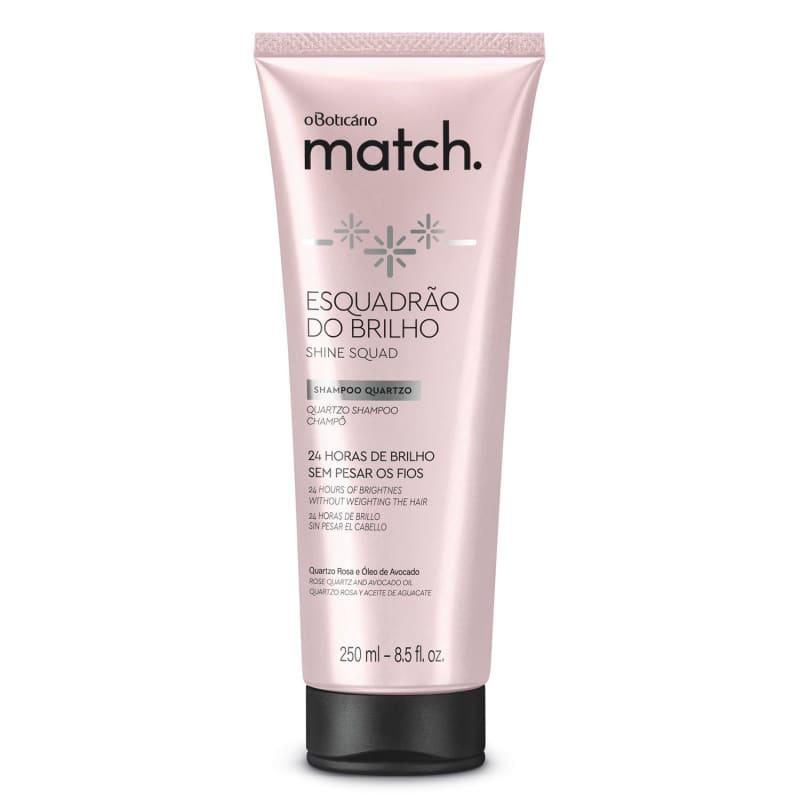 oBoticário
match.
ESQUADRÃO
DO BRILHO
SHINE SQUAD
SHAMPOO QUARTZO
QUARTZO SHAMPOO
CHAMPÔ
24 HORAS DE BRILHO
SEM PESAR OS FIOS
24 HOURS OF BRIGHTNES
WITHOUT WEIGHTING THE HAIR
24 HORAS DE BRILLO
SIN PESAR EL CABELLO
Quartzo Rosa e Óleo de Avocado
ROSE QUARTZ AND AVOCADO OIL
QUARTZO ROSA Y ACEITE DE AGUACATE
250 ml – 8.5 fl. oz.